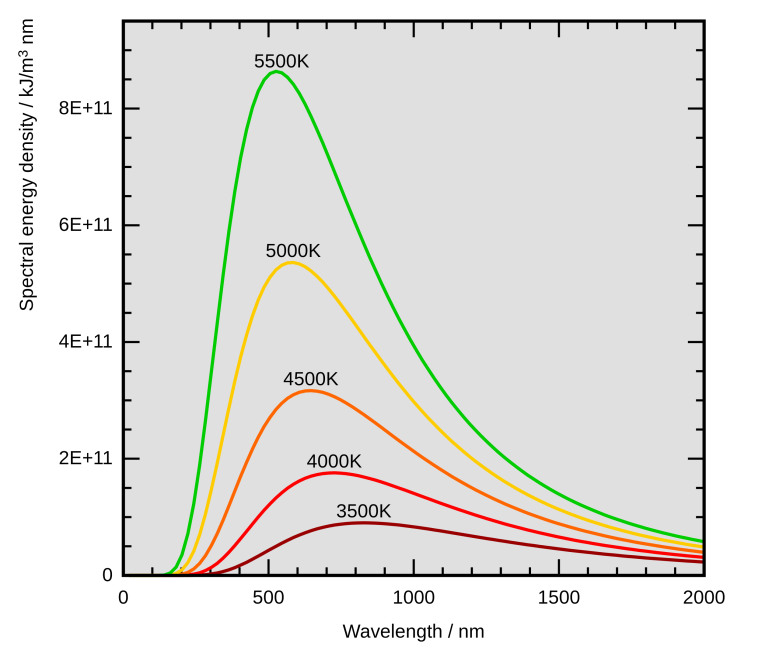 Spectral energy density / kJ/m³ nm
8E+11
6E+11
4E+11
2E+11
0
5500K
5000K
4500K
4000K
3500K
0 500 1000 1500 2000
Wavelength / nm